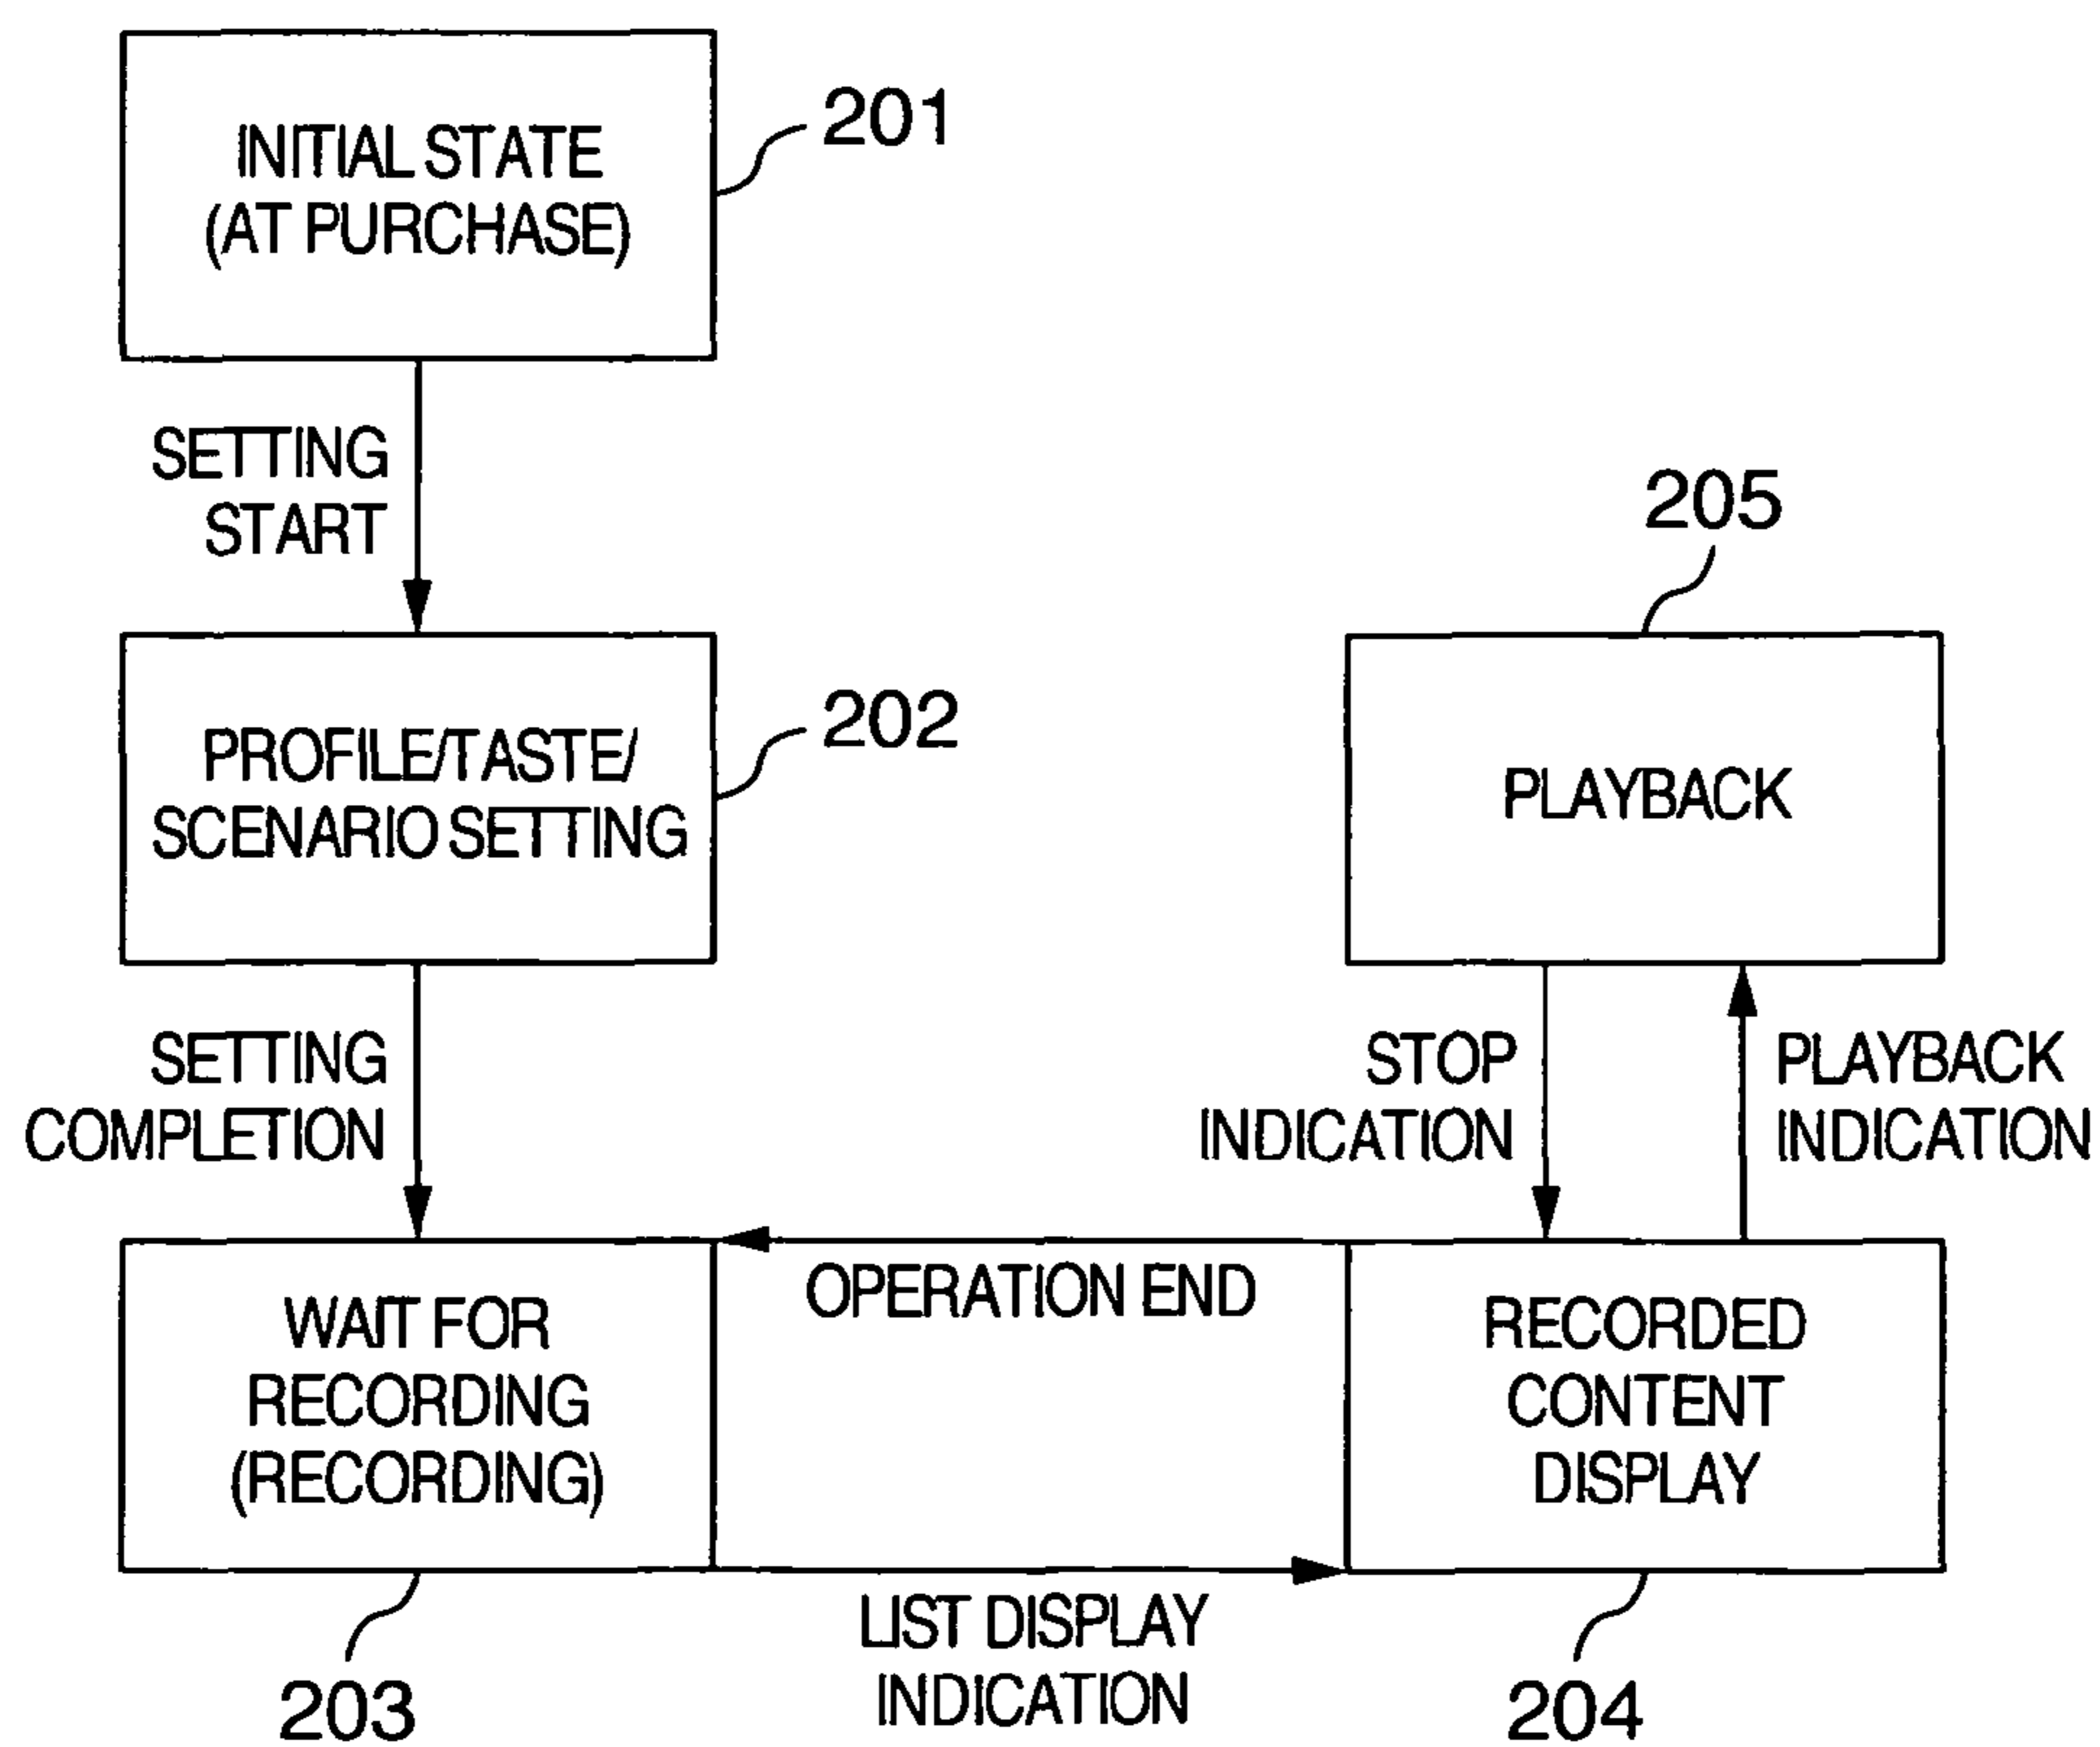 INITIAL STATE
(AT PURCHASE)
201
SETTING
START
PROFILE/TASTE/
SCENARIO SETTING
202
205
PLAYBACK
SETTING
COMPLETION
STOP
INDICATION
PLAYBACK
INDICATION
WAIT FOR
RECORDING
(RECORDING)
203
OPERATION END
LIST DISPLAY
INDICATION
RECORDED
CONTENT
DISPLAY
204